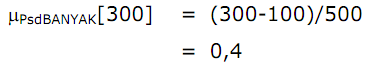 μPsdBANYAK[300] = (300-100)/500
= 0,4